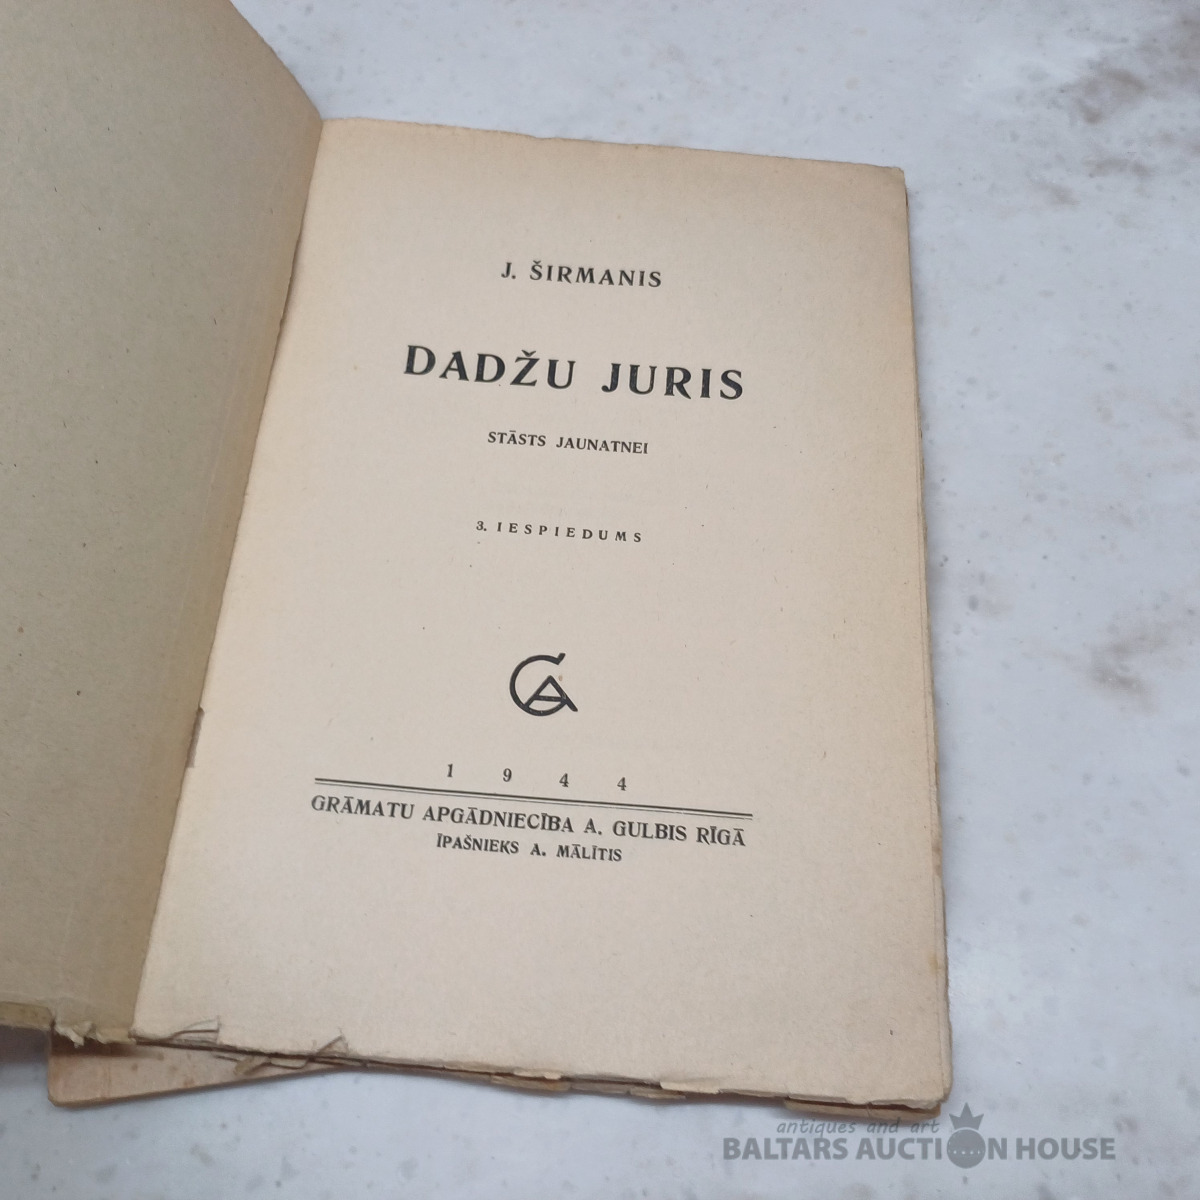 J. ŠIRMANIS
DADŽU JURIS
STĀSTS JAUNATNEI
3. IESPIEDUMS
1 9 4 4
GRĀMATU APGĀDNIECĪBA A. GULBIS RĪGĀ
ĪPAŠNIEKS A. MĀLĪTIS
antiques and art
BALTARS AUCTION HOUSE